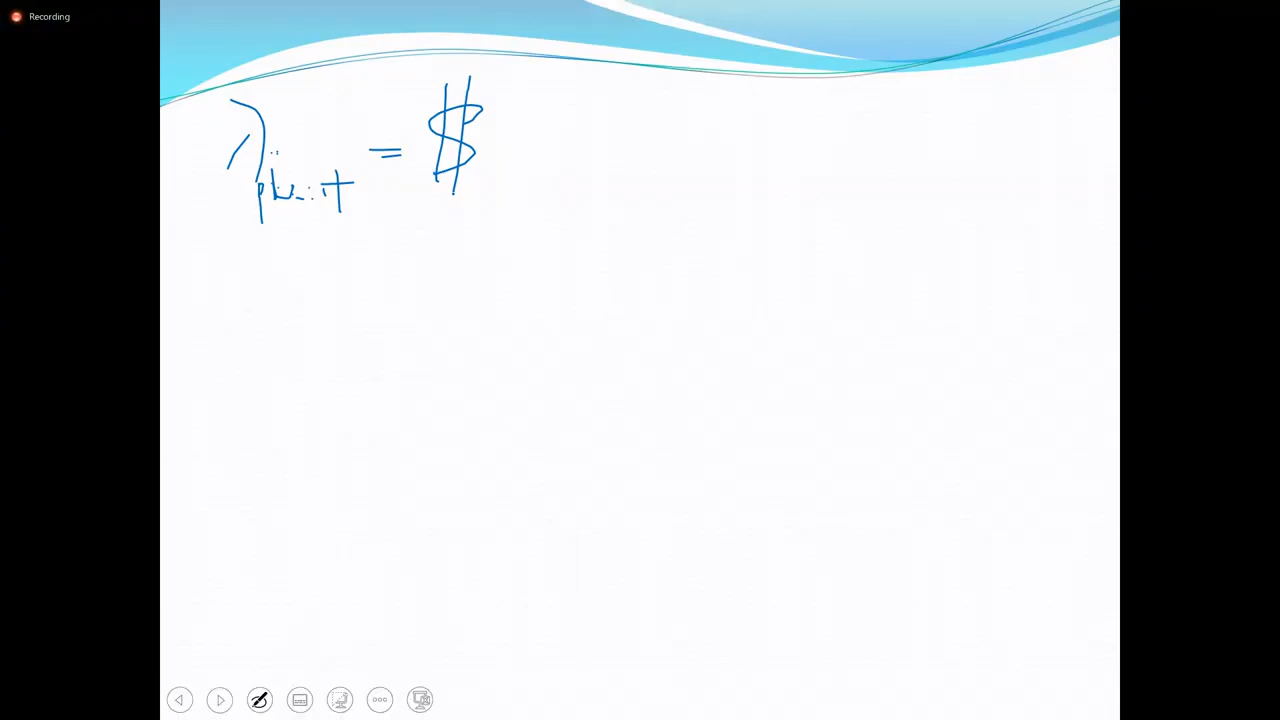 Recording
λ = $